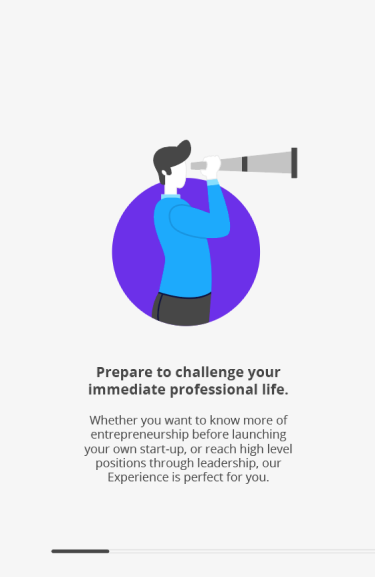 Prepare to challenge your
immediate professional life.
Whether you want to know more of
entrepreneurship before launching
your own start-up, or reach high level
positions through leadership, our
Experience is perfect for you.